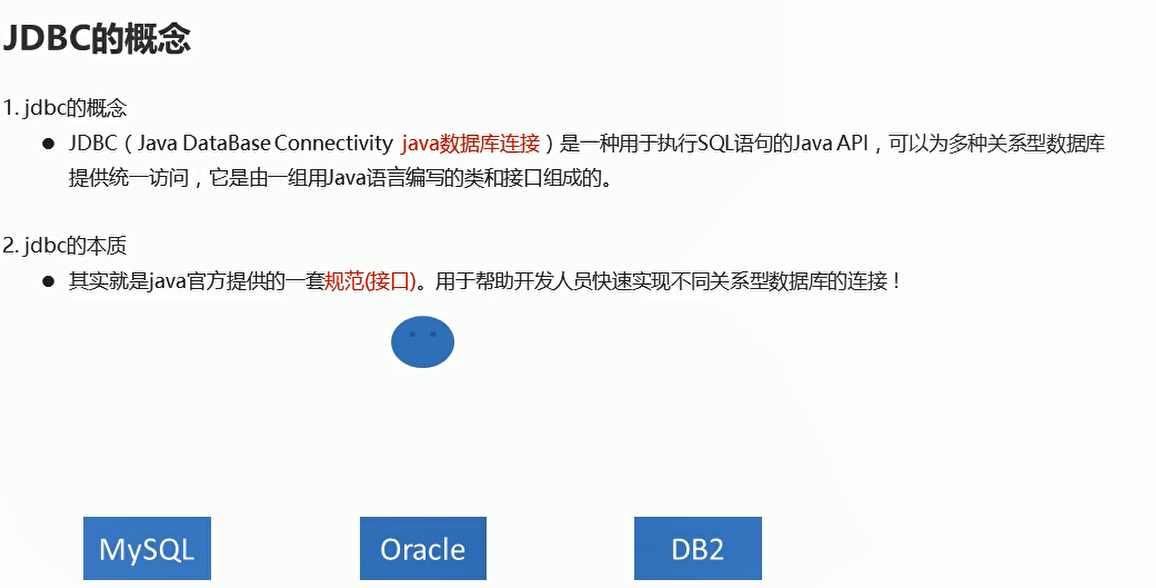 JDBC的概念
1. jdbc的概念
● JDBC（Java DataBase Connectivity java数据库连接）是一种用于执行SQL语句的Java API，可以为多种关系型数据库
提供统一访问，它是由一组用Java语言编写的类和接口组成的。
2. jdbc的本质
● 其实就是java官方提供的一套规范(接口)。用于帮助开发人员快速实现不同关系型数据库的连接！
MySQL
Oracle
DB2